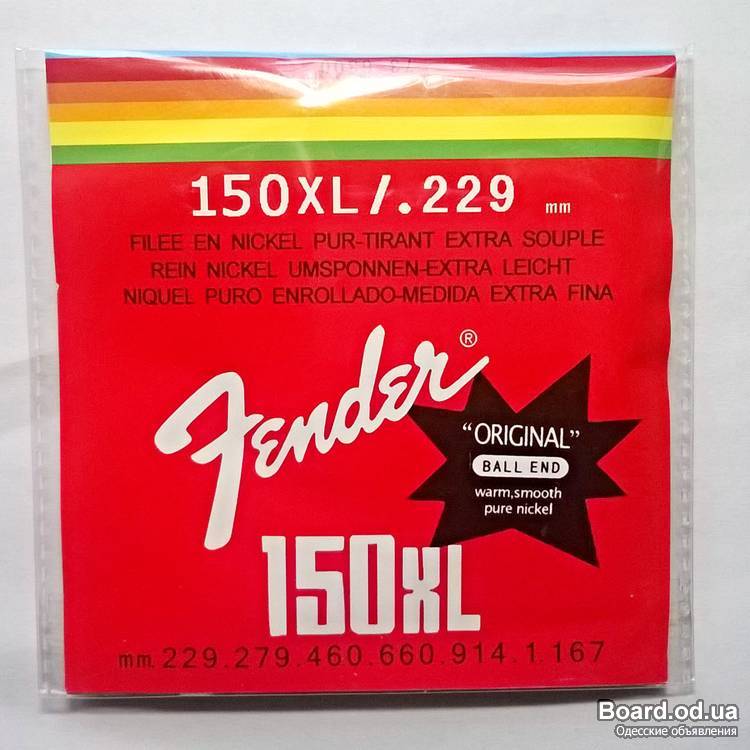 150XL/.229 mm
FILEE EN NICKEL PUR-TIRANT EXTRA SOUPLE
REIN NICKEL UMSPONNEN-EXTRA LEICHT
NIQUEL PURO ENROLLADO-MEDIDA EXTRA FINA
Fender®
"ORIGINAL"
BALL END
warm,smooth
pure nickel
150XL
mm.229.279.460.660.914.1.167
Board.od.ua
Одесские объявления